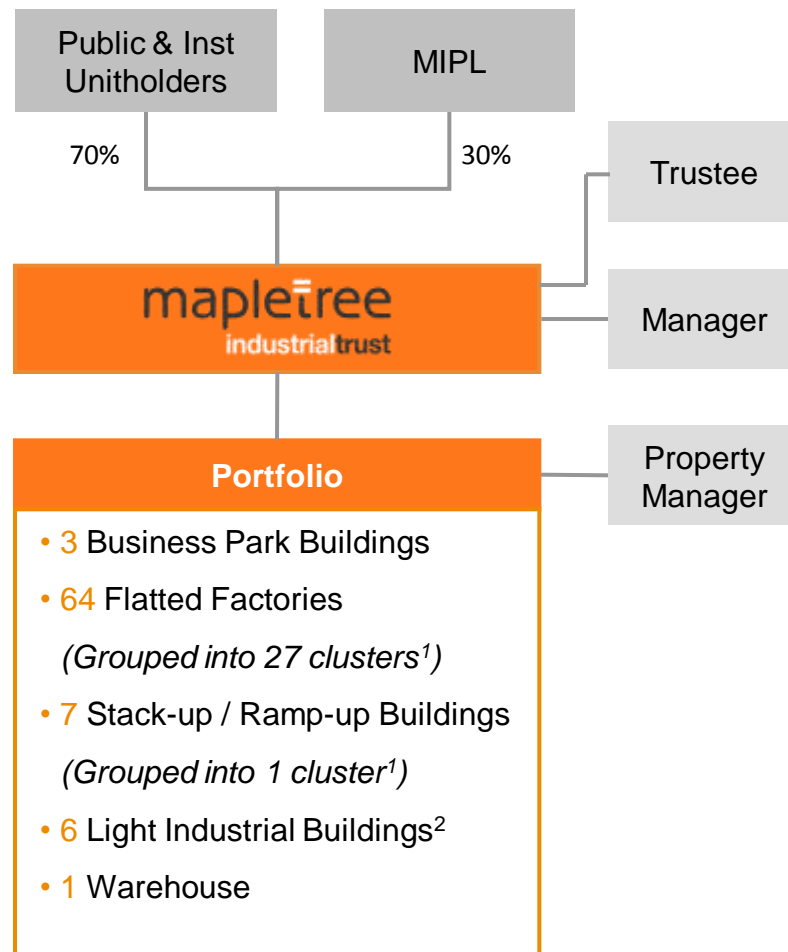 Public & Inst
Unitholders
MIPL
70%
30%
Trustee
mapletree
industrialtrust
Manager
Portfolio
Property
Manager
• 3 Business Park Buildings
• 64 Flatted Factories
(Grouped into 27 clusters¹)
• 7 Stack-up / Ramp-up Buildings
(Grouped into 1 cluster¹)
• 6 Light Industrial Buildings²
• 1 Warehouse